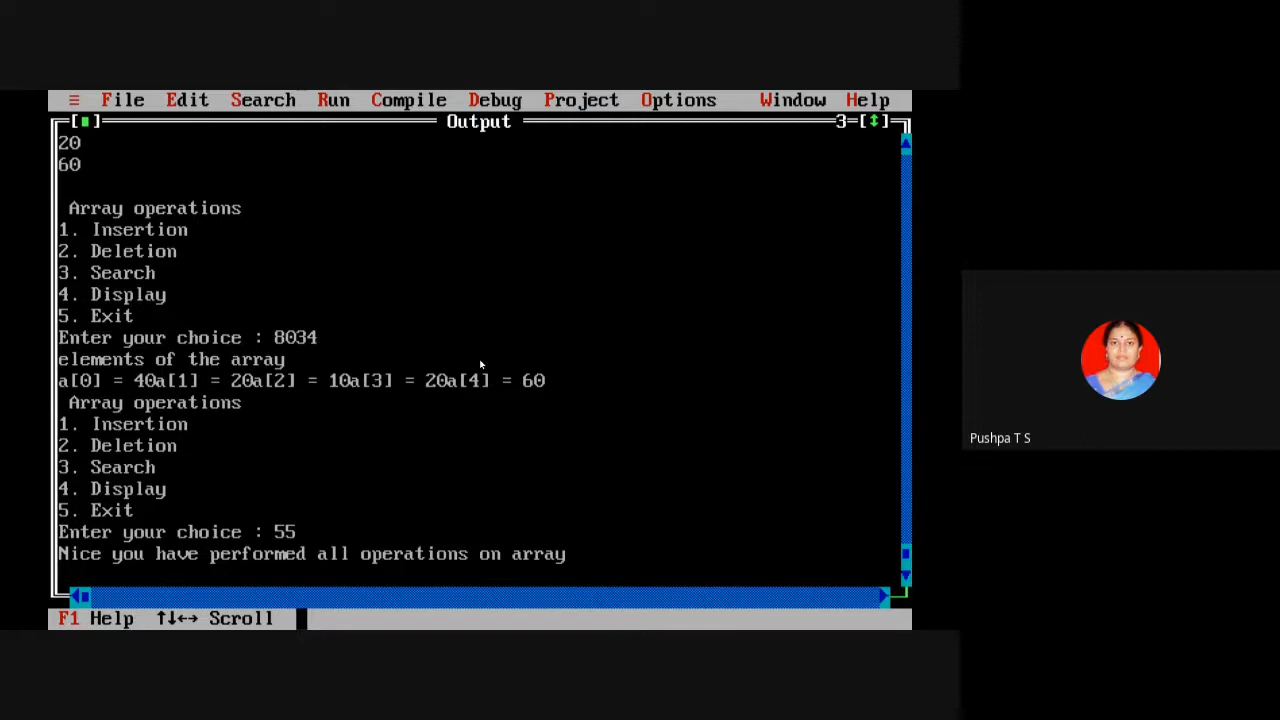 ≡ File Edit Search Run Compile Debug Project Options Window Help
[■] Output 3=[↕]
20
60
Array operations
1. Insertion
2. Deletion
3. Search
4. Display
5. Exit
Enter your choice : 8034
elements of the array
a[0] = 40a[1] = 20a[2] = 10a[3] = 20a[4] = 60
Array operations
1. Insertion
2. Deletion
3. Search
4. Display
5. Exit
Enter your choice : 55
Nice you have performed all operations on array
F1 Help ↑↓←→ Scroll
Pushpa T S